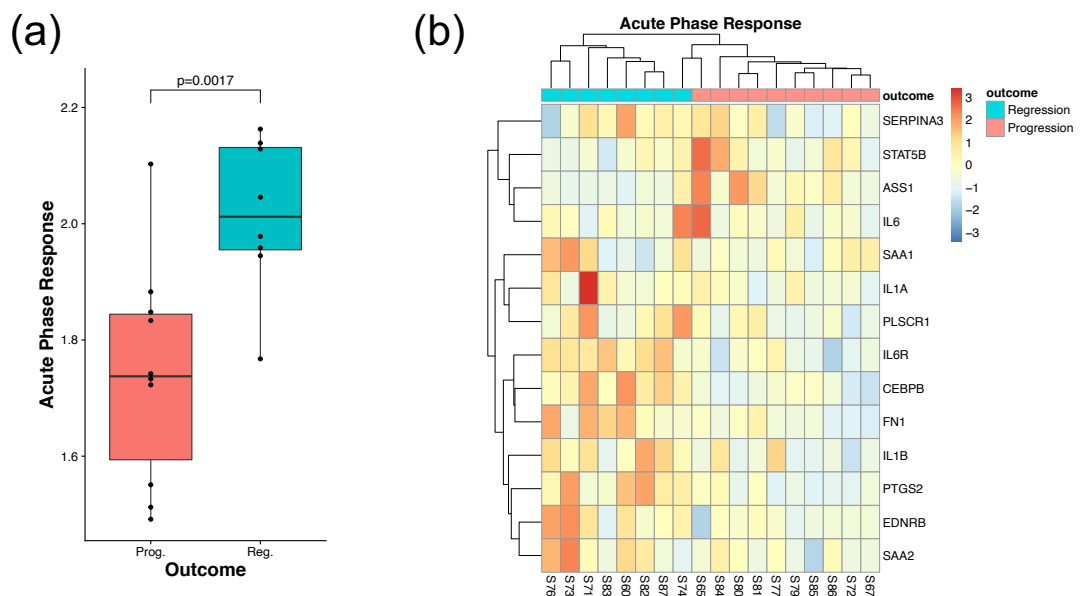 (a)
p=0.0017
2.2
2.0
1.8
1.6
Acute Phase Response
Prog.
Reg.
Outcome
(b)
Acute Phase Response
outcome
SERPINA3
STAT5B
ASS1
IL6
SAA1
IL1A
PLSCR1
IL6R
CEBPB
FN1
IL1B
PTGS2
EDNRB
SAA2
S76
S73
S71
S83
S60
S82
S87
S74
S65
S84
S80
S81
S77
S79
S85
S86
S72
S67
3
2
1
0
−1
−2
−3
outcome
Regression
Progression